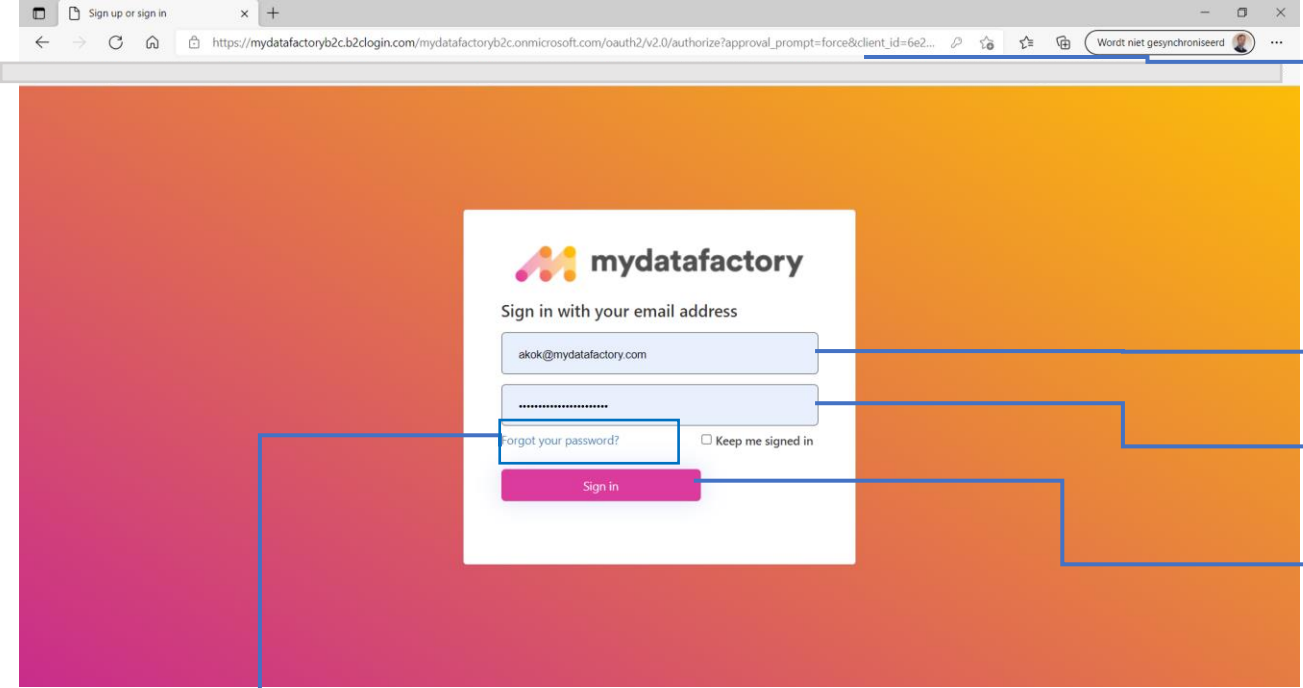 Sign up or sign in
https://mydatafactoryb2c.b2clogin.com/mydatafactoryb2c.onmicrosoft.com/oauth2/v2.0/authorize?approval_prompt=force&client_id=6e2...
Wordt niet gesynchroniseerd
mydatafactory
Sign in with your email address
akok@mydatafactory.com
Forgot your password?
Keep me signed in
Sign in